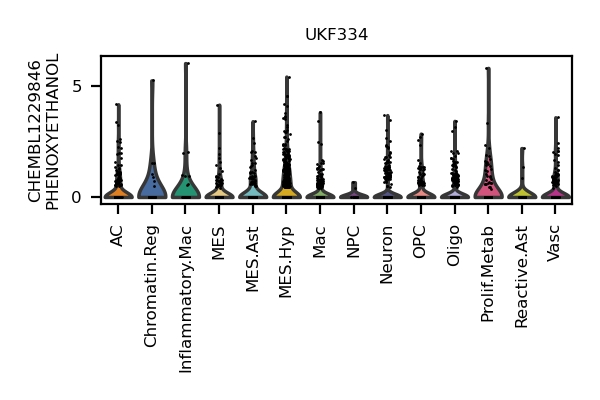 UKF334
CHEMBL1229846
PHENOXYETHANOL
5
0
AC
Chromatin.Reg
Inflammatory.Mac
MES
MES.Ast
MES.Hyp
Mac
NPC
Neuron
OPC
Oligo
Prolif.Metab
Reactive.Ast
Vasc